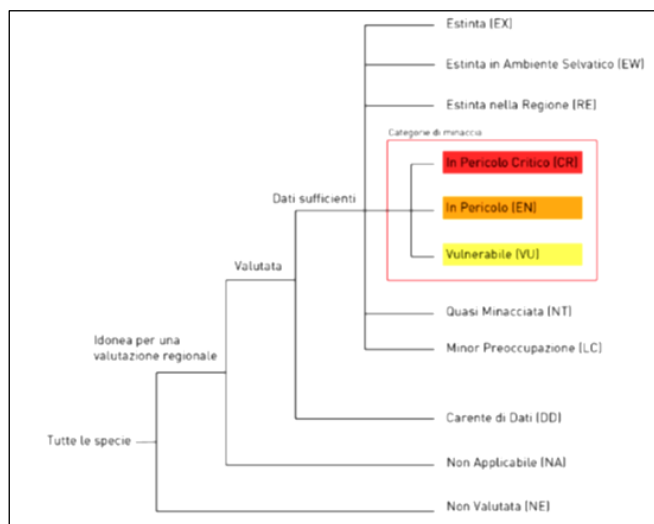 Estinta (EX)
Estinta in Ambiente Selvatico (EW)
Estinta nella Regione (RE)
Categorie di minaccia
In Pericolo Critico (CR)
Dati sufficienti
In Pericolo (EN)
Valutata
Vulnerabile (VU)
Quasi Minacciata (NT)
Idonea per una
valutazione regionale
Minor Preoccupazione (LC)
Carente di Dati (DD)
Tutte le specie
Non Applicabile (NA)
Non Valutata (NE)